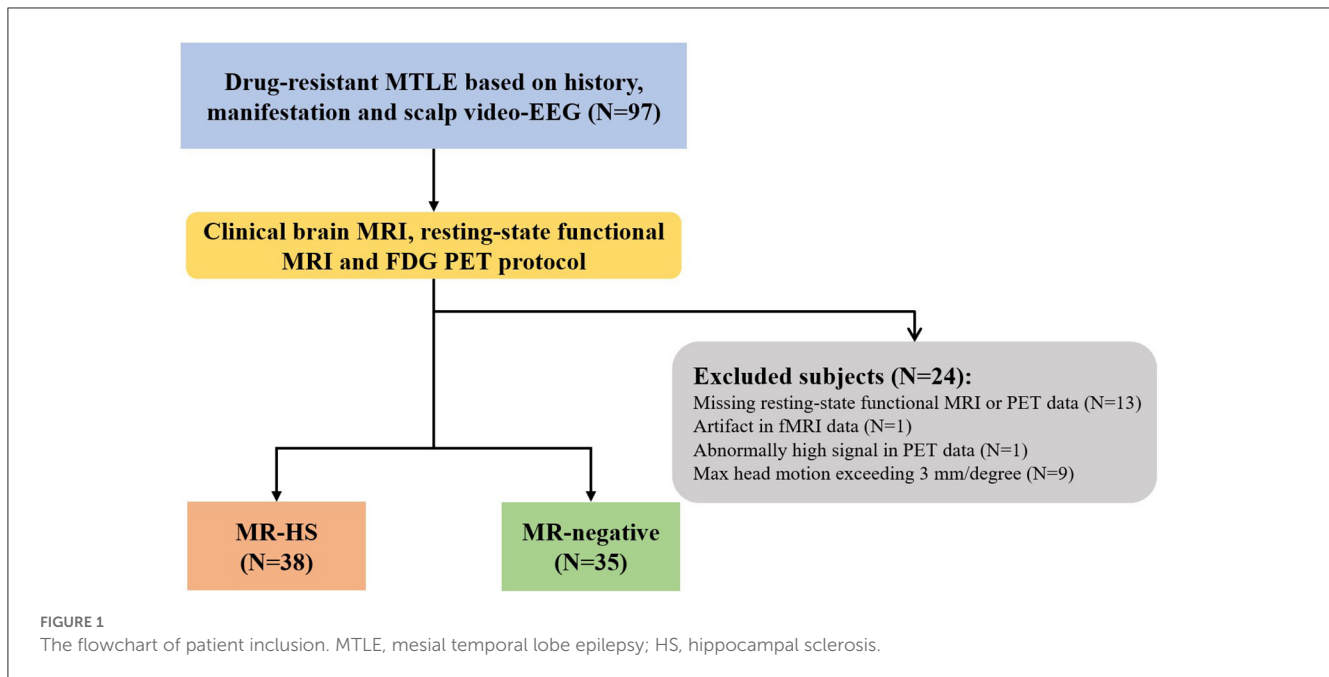 Drug-resistant MTLE based on history,
manifestation and scalp video-EEG (N=97)
Clinical brain MRI, resting-state functional
MRI and FDG PET protocol
Excluded subjects (N=24):
Missing resting-state functional MRI or PET data (N=13)
Artifact in fMRI data (N=1)
Abnormally high signal in PET data (N=1)
Max head motion exceeding 3 mm/degree (N=9)
MR-HS
(N=38)
MR-negative
(N=35)
FIGURE 1
The flowchart of patient inclusion. MTLE, mesial temporal lobe epilepsy; HS, hippocampal sclerosis.